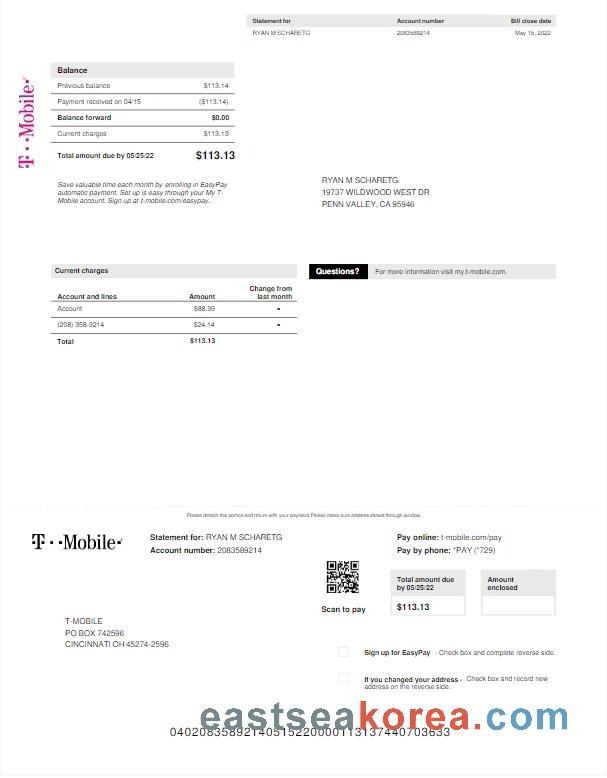 Statement for Account number Bill close date
RYAN M SCHARETG 2083589214 May 15, 2022
T··Mobile·
Balance
Previous balance $113.14
Payment received on 04/15 ($113.14)
Balance forward $0.00
Current charges $113.13
Total amount due by 05/25/22 $113.13
Save valuable time each month by enrolling in EasyPay
automatic payment. Set up is easy through your My T-
Mobile account. Sign up at t-mobile.com/easypay.
RYAN M SCHARETG
19737 WILDWOOD WEST DR
PENN VALLEY, CA 95946
Current charges
Account and lines Amount Change from last month
Account $88.99 -
(208) 358-9214 $24.14 -
Total $113.13
Questions? For more information visit my.t-mobile.com.
Please detach this portion and return with your payment.Please make sure address shows through window.
T··Mobile·
Statement for: RYAN M SCHARETG
Account number: 2083589214
Pay online: t-mobile.com/pay
Pay by phone: *PAY (*729)
Scan to pay
Total amount due
by 05/25/22
$113.13
Amount
enclosed
T-MOBILE
PO BOX 742596
CINCINNATI OH 45274-2596
Sign up for EasyPay - Check box and complete reverse side.
If you changed your address - Check box and record new
address on the reverse side.
eastseakorea.com
04020835892140515220000113137440703633